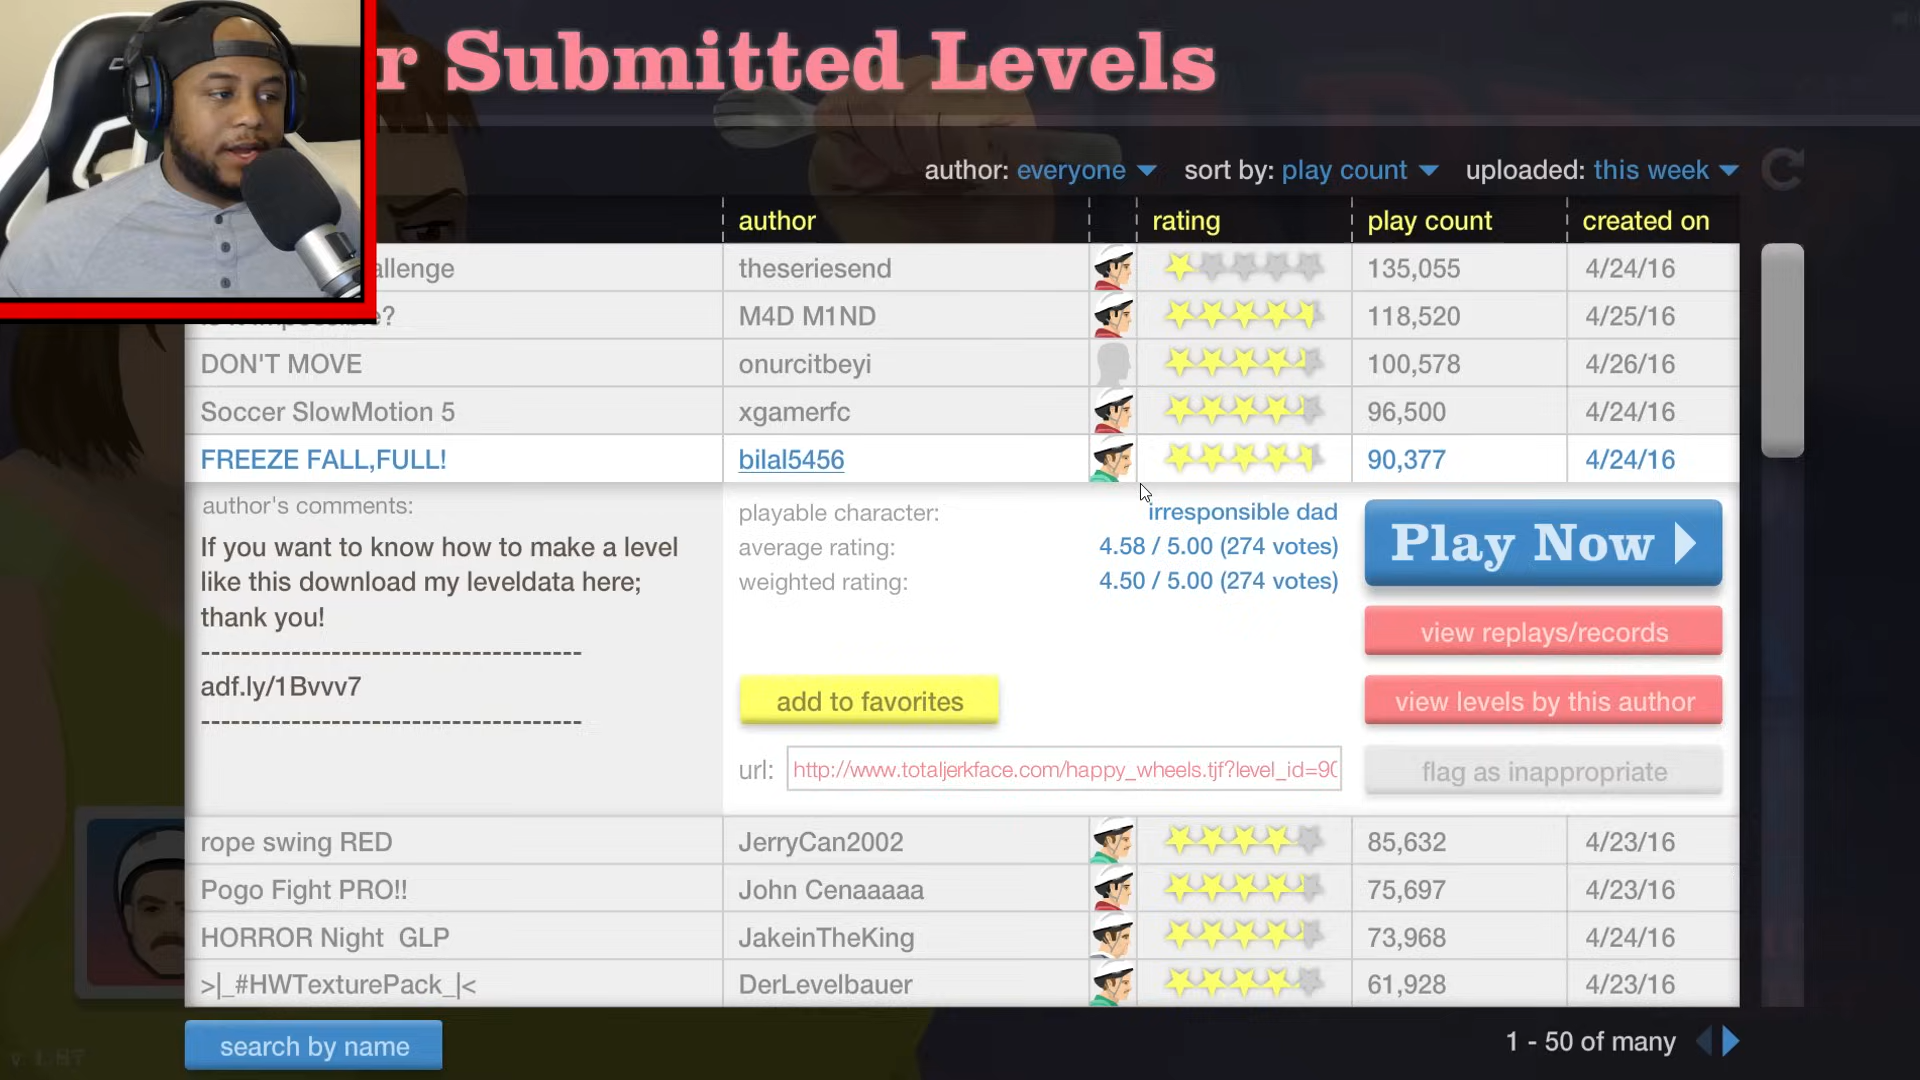 r Submitted Levels
author: everyone sort by: play count uploaded: this week
author rating play count created on
allenge theseriesend 135,055 4/24/16
? M4D M1ND 118,520 4/25/16
DON'T MOVE onurcitbeyi 100,578 4/26/16
Soccer SlowMotion 5 xgamerfc 96,500 4/24/16
FREEZE FALL,FULL! bilal5456 90,377 4/24/16
author's comments:
If you want to know how to make a level
like this download my leveldata here;
thank you!
------------------------------------
adf.ly/1Bvvv7
------------------------------------
playable character: irresponsible dad
average rating: 4.58 / 5.00 (274 votes)
weighted rating: 4.50 / 5.00 (274 votes)
add to favorites
url: http://www.totaljerkface.com/happy_wheels.tjf?level_id=90
Play Now
view replays/records
view levels by this author
flag as inappropriate
rope swing RED JerryCan2002 85,632 4/23/16
Pogo Fight PRO!! John Cenaaaaa 75,697 4/23/16
HORROR Night GLP JakeinTheKing 73,968 4/24/16
>|_#HWTexturePack_|< DerLevelbauer 61,928 4/23/16
search by name
1 - 50 of many